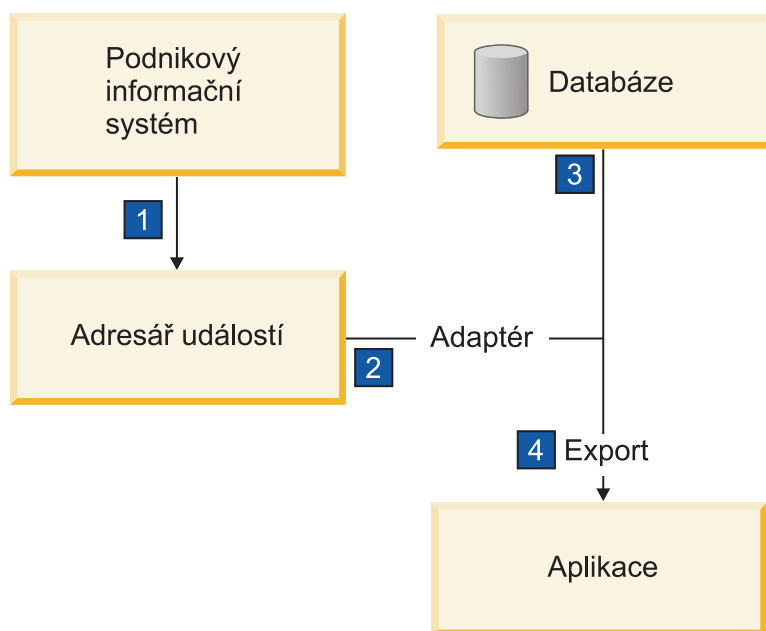 Podnikový
informační
systém
Databáze
1
3
Adresář událostí
Adaptér
2
4 Export
Aplikace